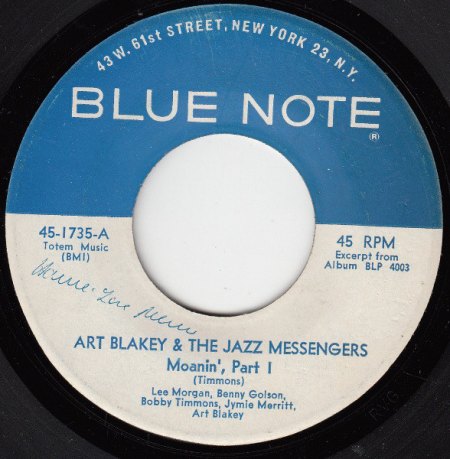 43 W. 61st STREET, NEW YORK 23, N.Y.
BLUE NOTE
®
45-1735-A
Totem Music
(BMI)
45 RPM
Excerpt from
Album BLP 4003
ART BLAKEY & THE JAZZ MESSENGERS
Moanin', Part 1
(Timmons)
Lee Morgan, Benny Golson,
Bobby Timmons, Jymie Merritt,
Art Blakey